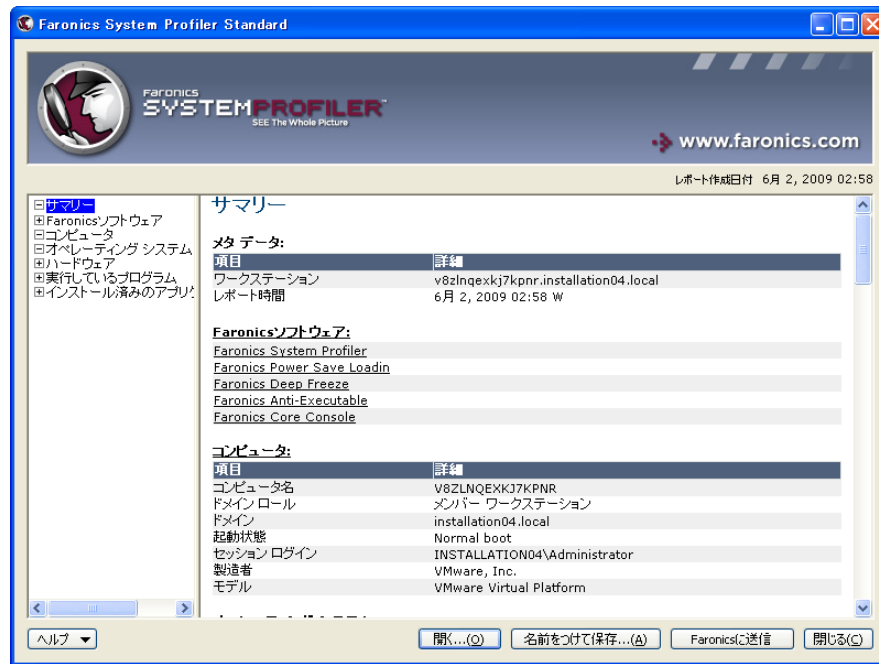 Faronics System Profiler Standard
Faronics
SYSTEMPROFILER
SEE The Whole Picture
www.faronics.com
レポート作成日付 6月 2, 2009 02:58
サマリー
Faronicsソフトウェア
コンピュータ
オペレーティング システム
ハードウェア
実行しているプログラム
インストール済みのアプリケ
サマリー
メタ データ:
項目 詳細
ワークステーション v8zlnqexkj7kpnr.installation04.local
レポート時間 6月 2, 2009 02:58 W
Faronicsソフトウェア:
Faronics System Profiler
Faronics Power Save Loadin
Faronics Deep Freeze
Faronics Anti-Executable
Faronics Core Console
コンピュータ:
項目 詳細
コンピュータ名 V8ZLNQEXKJ7KPNR
ドメイン ロール メンバー ワークステーション
ドメイン installation04.local
起動状態 Normal boot
セッション ログイン INSTALLATION04\Administrator
製造者 VMware, Inc.
モデル VMware Virtual Platform
ヘルプ
開く...(O) 名前をつけて保存...(A) Faronicsに送信 閉じる(C)